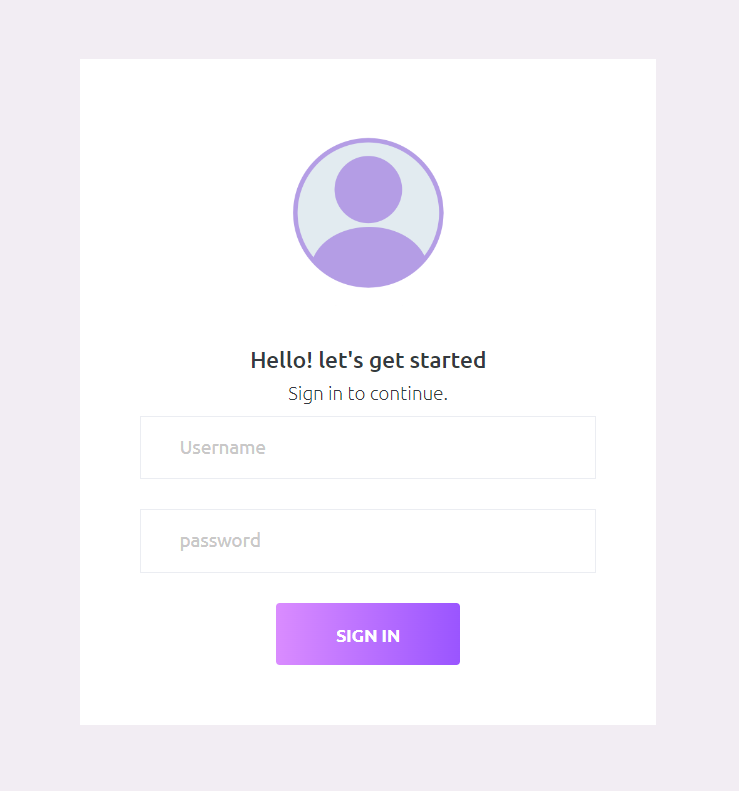 Hello! let's get started
Sign in to continue.
Username
password
SIGN IN